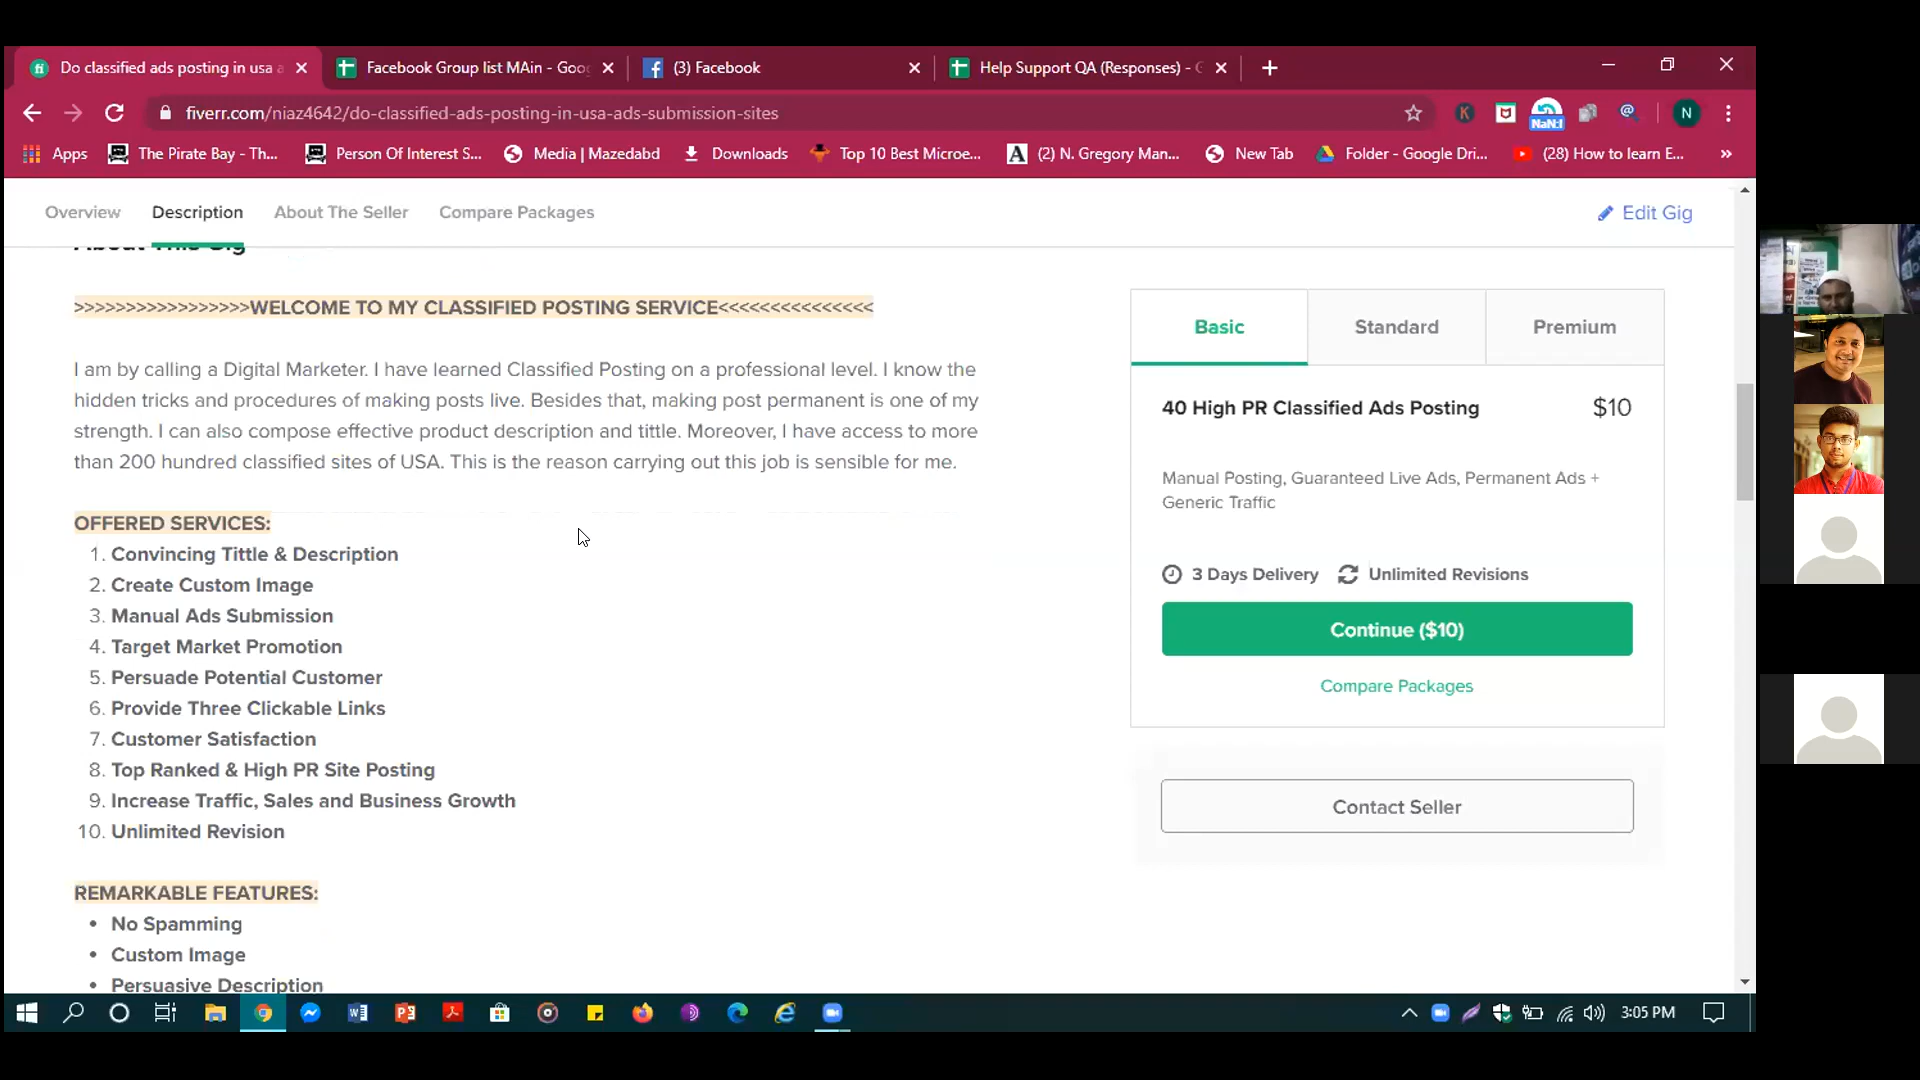 Do classified ads posting in usa a
Facebook Group list MAin - Goo
(3) Facebook
Help Support QA (Responses) - G
fiverr.com/niaz4642/do-classified-ads-posting-in-usa-ads-submission-sites
K
NaN:I
N
Apps
The Pirate Bay - Th...
Person Of Interest S...
Media | Mazedabd
Downloads
Top 10 Best Microe...
A
(2) N. Gregory Man...
New Tab
Folder - Google Dri...
(28) How to learn E...
»
Overview
Description
About The Seller
Compare Packages
Edit Gig
About This Gig
>>>>>>>>>>>>>>>>WELCOME TO MY CLASSIFIED POSTING SERVICE<<<<<<<<<<<<<<
I am by calling a Digital Marketer. I have learned Classified Posting on a professional level. I know the
hidden tricks and procedures of making posts live. Besides that, making post permanent is one of my
strength. I can also compose effective product description and tittle. Moreover, I have access to more
than 200 hundred classified sites of USA. This is the reason carrying out this job is sensible for me.
OFFERED SERVICES:
1. Convincing Tittle & Description
2. Create Custom Image
3. Manual Ads Submission
4. Target Market Promotion
5. Persuade Potential Customer
6. Provide Three Clickable Links
7. Customer Satisfaction
8. Top Ranked & High PR Site Posting
9. Increase Traffic, Sales and Business Growth
10. Unlimited Revision
REMARKABLE FEATURES:
• No Spamming
• Custom Image
• Persuasive Description
Basic
Standard
Premium
40 High PR Classified Ads Posting
$10
Manual Posting, Guaranteed Live Ads, Permanent Ads +
Generic Traffic
3 Days Delivery
Unlimited Revisions
Continue ($10)
Compare Packages
Contact Seller
3:05 PM